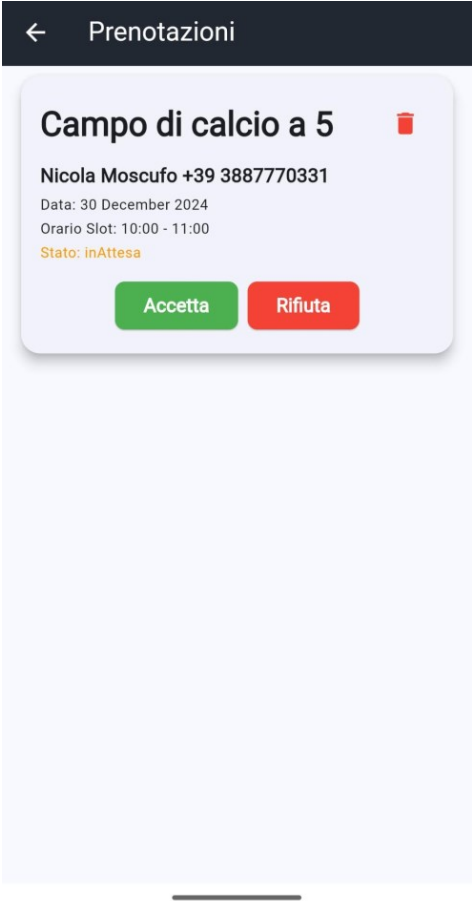 Prenotazioni
Campo di calcio a 5
Nicola Moscufo +39 3887770331
Data: 30 December 2024
Orario Slot: 10:00 - 11:00
Stato: inAttesa
Accetta Rifiuta